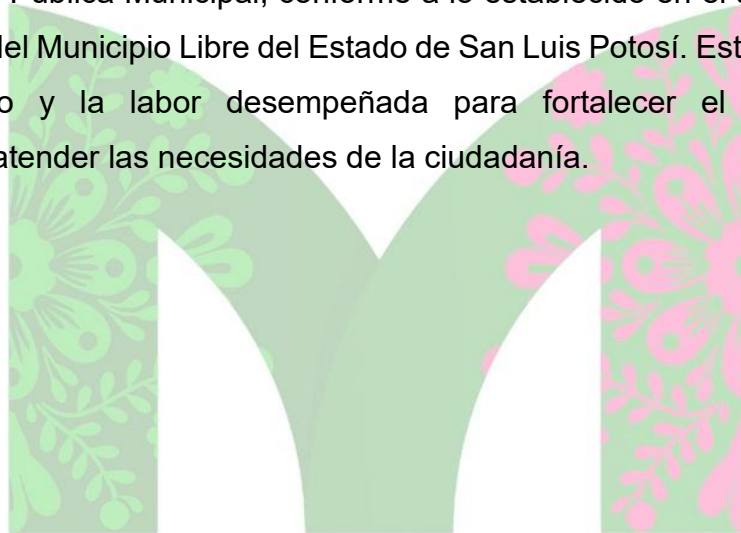 Pública Municipal, conforme a lo establecido en el
del Municipio Libre del Estado de San Luis Potosí. Est
o y la labor desempeñada para fortalecer el
atender las necesidades de la ciudadanía.